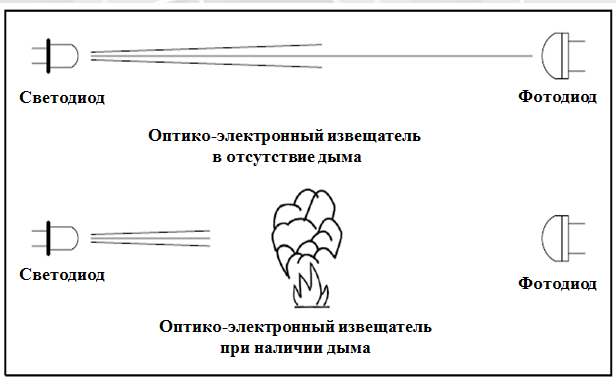 Светодиод
Фотодиод
Оптико-электронный извещатель
в отсутствие дыма
Светодиод
Фотодиод
Оптико-электронный извещатель
при наличии дыма